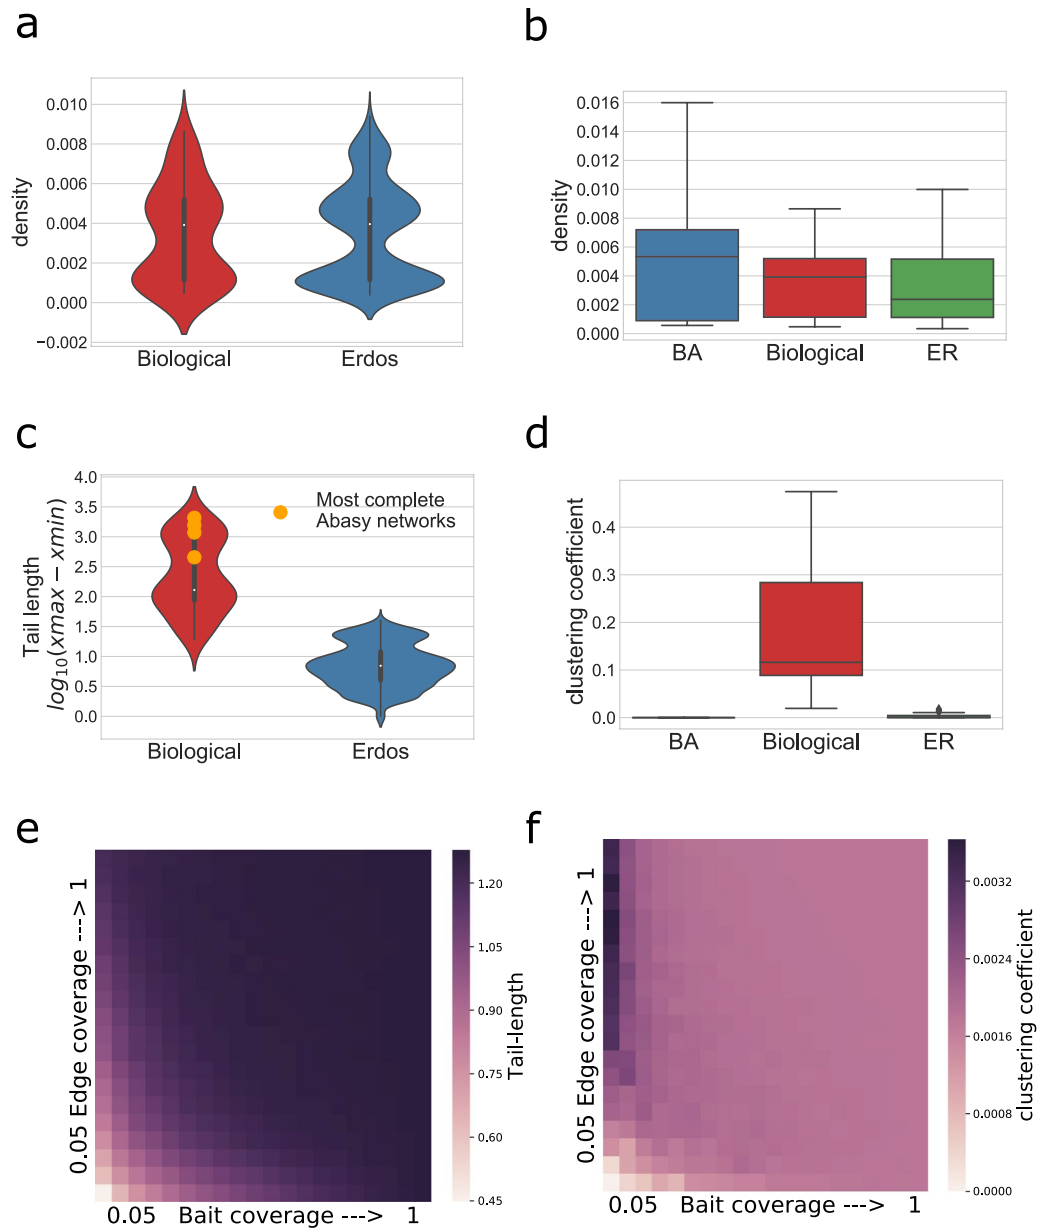 a
0.010
0.008
0.006
0.004
0.002
0.000
−0.002
density
Biological
Erdos
b
0.016
0.014
0.012
0.010
0.008
0.006
0.004
0.002
0.000
density
BA
Biological
ER
c
4.0
3.5
3.0
2.5
2.0
1.5
1.0
0.5
0.0
Tail length
log10(xmax − xmin)
Most complete
Abasy networks
Biological
Erdos
d
0.4
0.3
0.2
0.1
0.0
clustering coefficient
BA
Biological
ER
e
0.05 Edge coverage ---> 1
0.05 Bait coverage ---> 1
1.20
1.05
0.90
0.75
0.60
0.45
Tail-length
f
0.05 Edge coverage ---> 1
0.05 Bait coverage ---> 1
0.0032
0.0024
0.0016
0.0008
0.0000
clustering coefficient